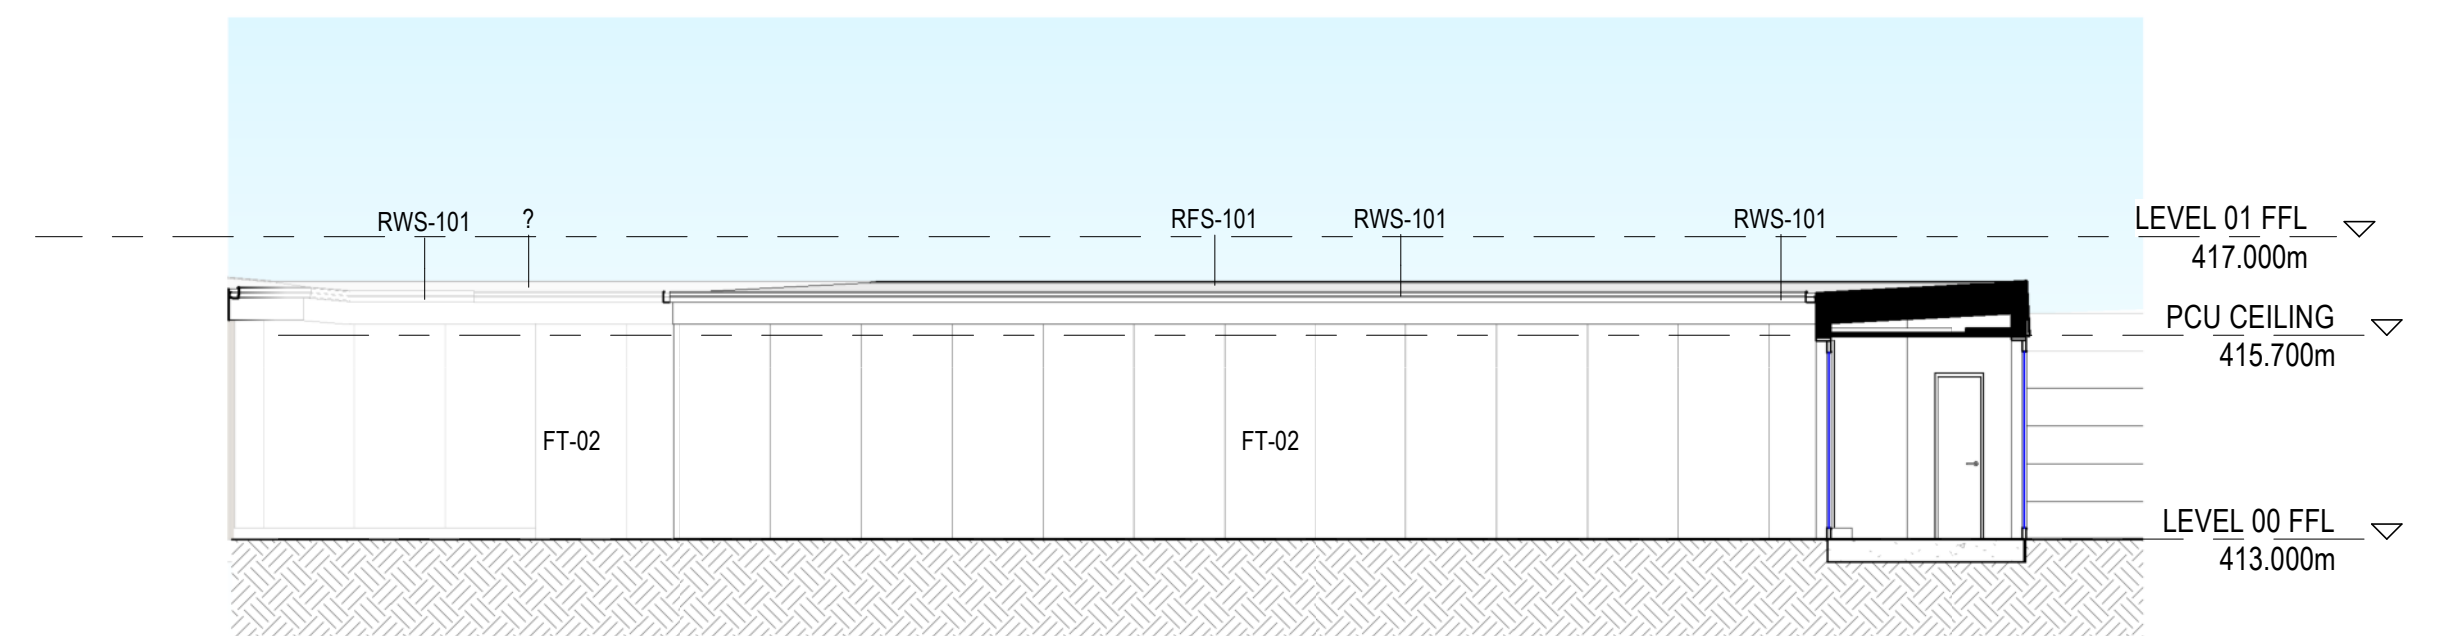 RWS-101
?
RFS-101
RWS-101
RWS-101
LEVEL 01 FFL
417.000m
PCU CEILING
415.700m
FT-02
FT-02
LEVEL 00 FFL
413.000m